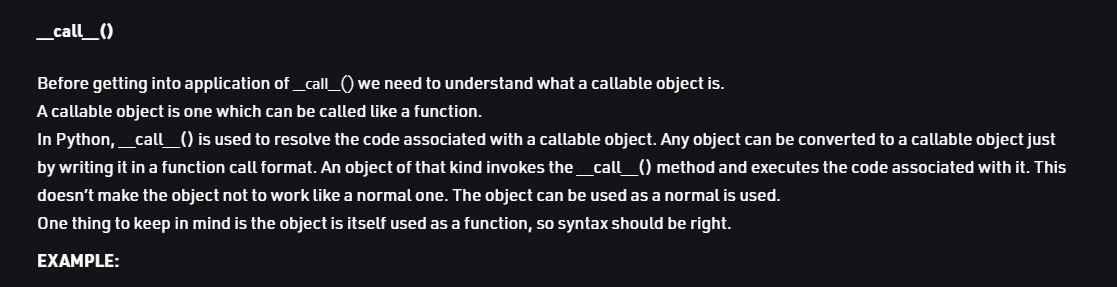 __call__()
Before getting into application of __call__() we need to understand what a callable object is.
A callable object is one which can be called like a function.
In Python, __call__() is used to resolve the code associated with a callable object. Any object can be converted to a callable object just
by writing it in a function call format. An object of that kind invokes the __call__() method and executes the code associated with it. This
doesn’t make the object not to work like a normal one. The object can be used as a normal is used.
One thing to keep in mind is the object is itself used as a function, so syntax should be right.
EXAMPLE: